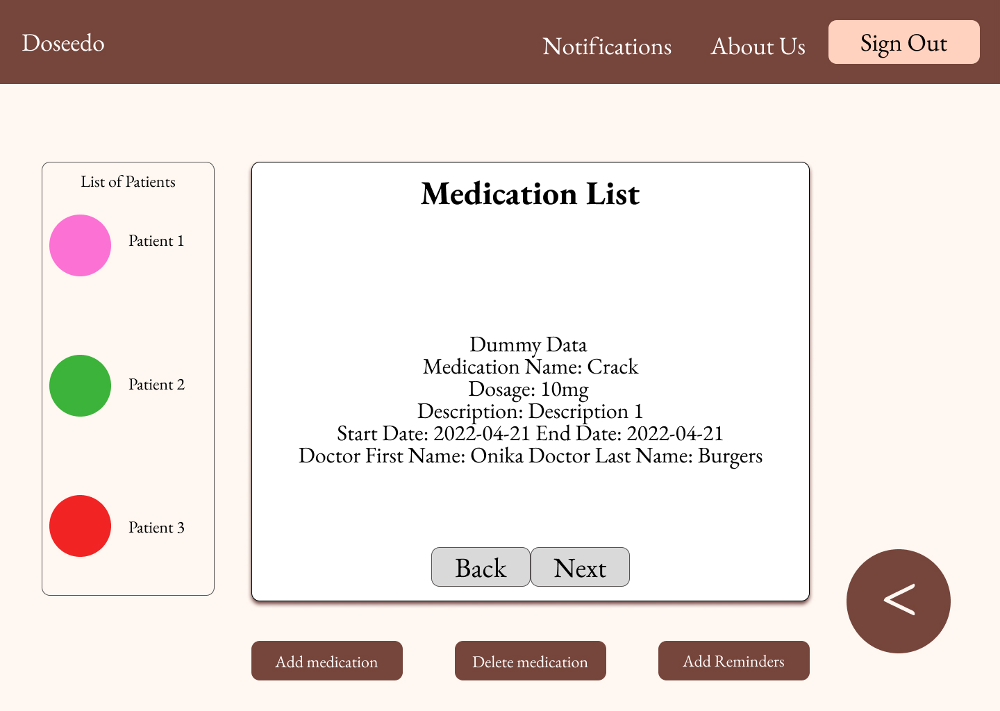 Doseedo
Notifications
About Us
Sign Out
List of Patients
Patient 1
Patient 2
Patient 3
Medication List
Dummy Data
Medication Name: Crack
Dosage: 10mg
Description: Description 1
Start Date: 2022-04-21 End Date: 2022-04-21
Doctor First Name: Onika Doctor Last Name: Burgers
Back
Next
<
Add medication
Delete medication
Add Reminders